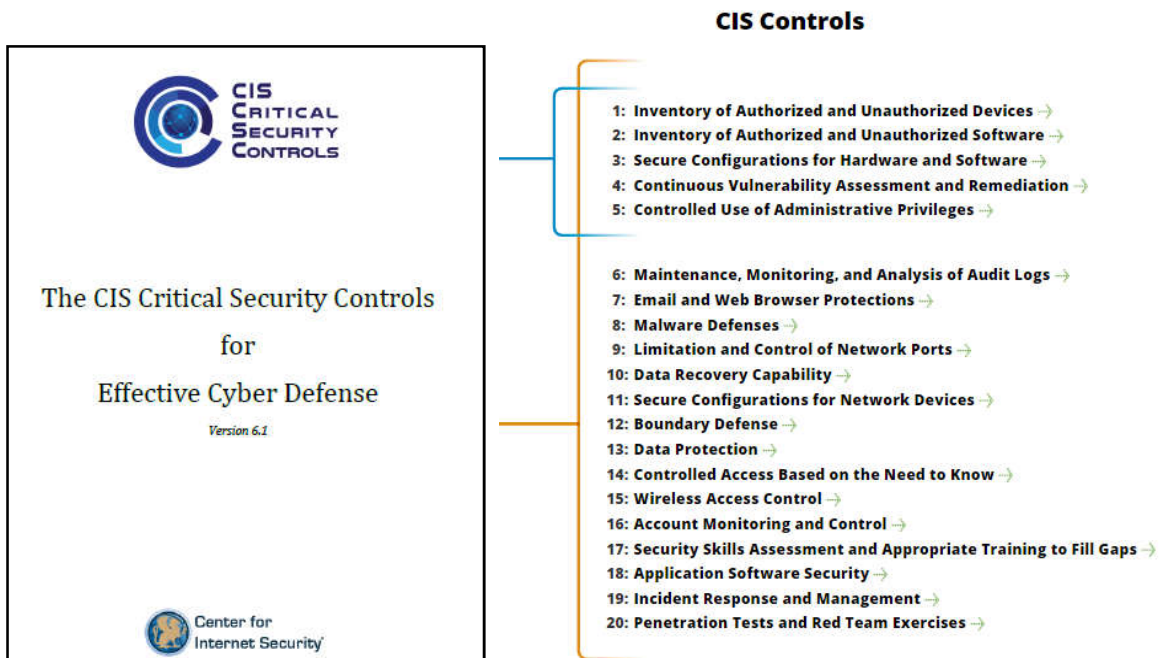 CIS Controls
CIS
CRITICAL
SECURITY
CONTROLS
The CIS Critical Security Controls
for
Effective Cyber Defense
Version 6.1
Center for
Internet Security
1: Inventory of Authorized and Unauthorized Devices
2: Inventory of Authorized and Unauthorized Software
3: Secure Configurations for Hardware and Software
4: Continuous Vulnerability Assessment and Remediation
5: Controlled Use of Administrative Privileges
6: Maintenance, Monitoring, and Analysis of Audit Logs
7: Email and Web Browser Protections
8: Malware Defenses
9: Limitation and Control of Network Ports
10: Data Recovery Capability
11: Secure Configurations for Network Devices
12: Boundary Defense
13: Data Protection
14: Controlled Access Based on the Need to Know
15: Wireless Access Control
16: Account Monitoring and Control
17: Security Skills Assessment and Appropriate Training to Fill Gaps
18: Application Software Security
19: Incident Response and Management
20: Penetration Tests and Red Team Exercises